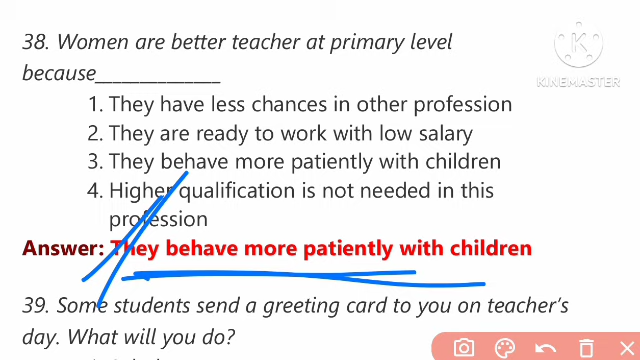 38. Women are better teacher at primary level
because_______________
1. They have less chances in other profession
2. They are ready to work with low salary
3. They behave more patiently with children
4. Higher qualification is not needed in this
profession
Answer: They behave more patiently with children
39. Some students send a greeting card to you on teacher's
day. What will you do?
K
KINEMASTER